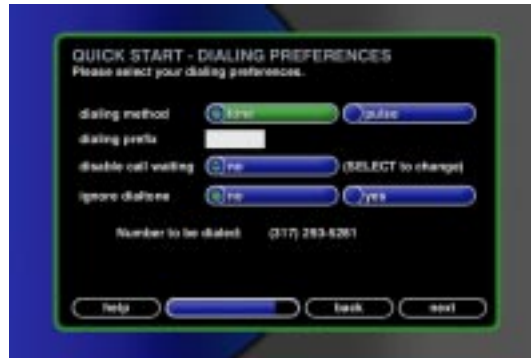 QUICK START - DIALING PREFERENCES
Please select your dialing preferences.
dialing method tone pulse
dialing prefix
disable call waiting no (SELECT to change)
ignore dialtone no yes
Number to be dialed: (317) 293-5281
help back next